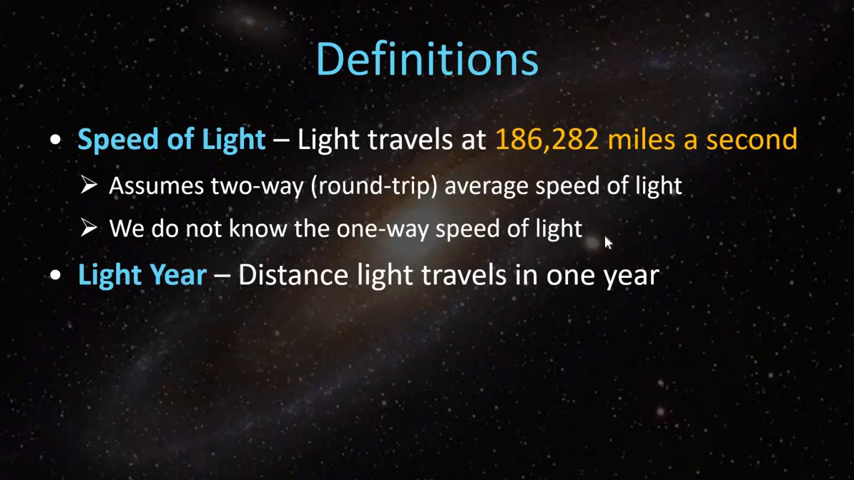 Definitions
• Speed of Light – Light travels at 186,282 miles a second
➢ Assumes two-way (round-trip) average speed of light
➢ We do not know the one-way speed of light
• Light Year – Distance light travels in one year